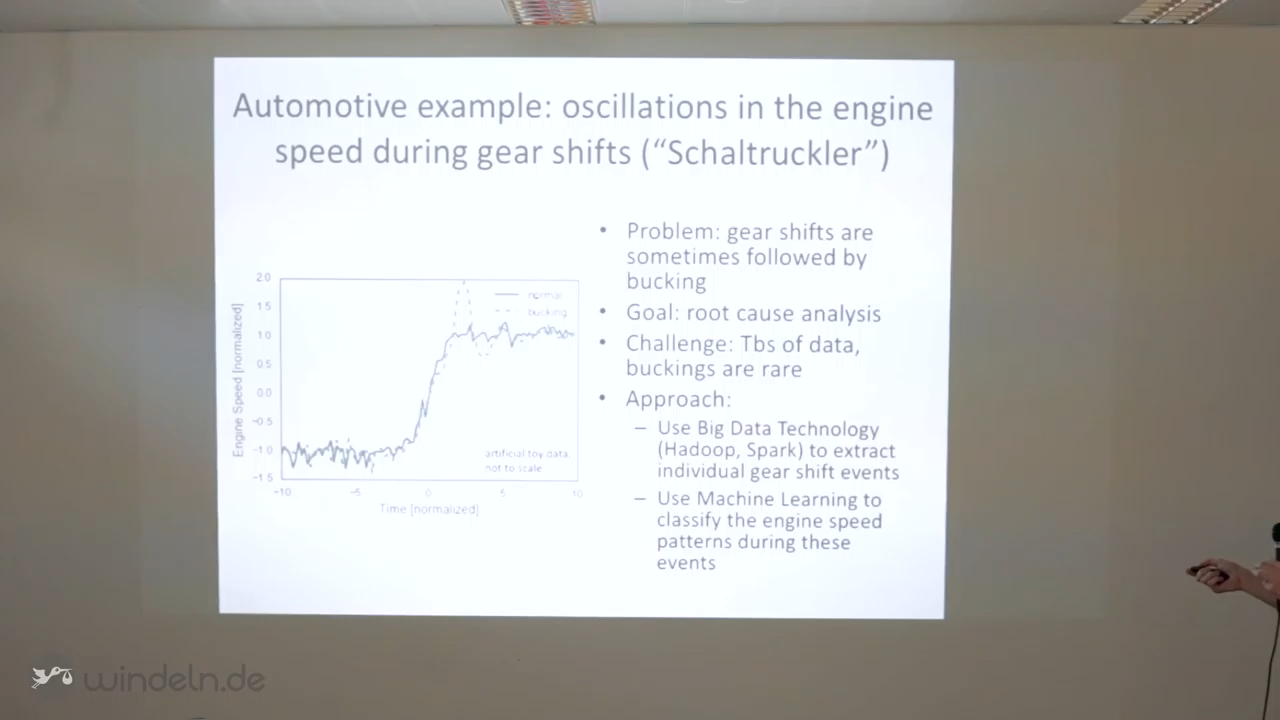 Automotive example: oscillations in the engine
speed during gear shifts (“Schaltruckler”)
• Problem: gear shifts are
sometimes followed by
bucking
• Goal: root cause analysis
• Challenge: Tbs of data,
buckings are rare
• Approach:
– Use Big Data Technology
(Hadoop, Spark) to extract
individual gear shift events
– Use Machine Learning to
classify the engine speed
patterns during these
events
Engine Speed [normalized]
2.0
1.5
1.0
0.5
0.0
−0.5
−1.0
−1.5
normal
bucking
artificial toy data,
not to scale
−10
−5
0
5
10
Time [normalized]
windeln.de